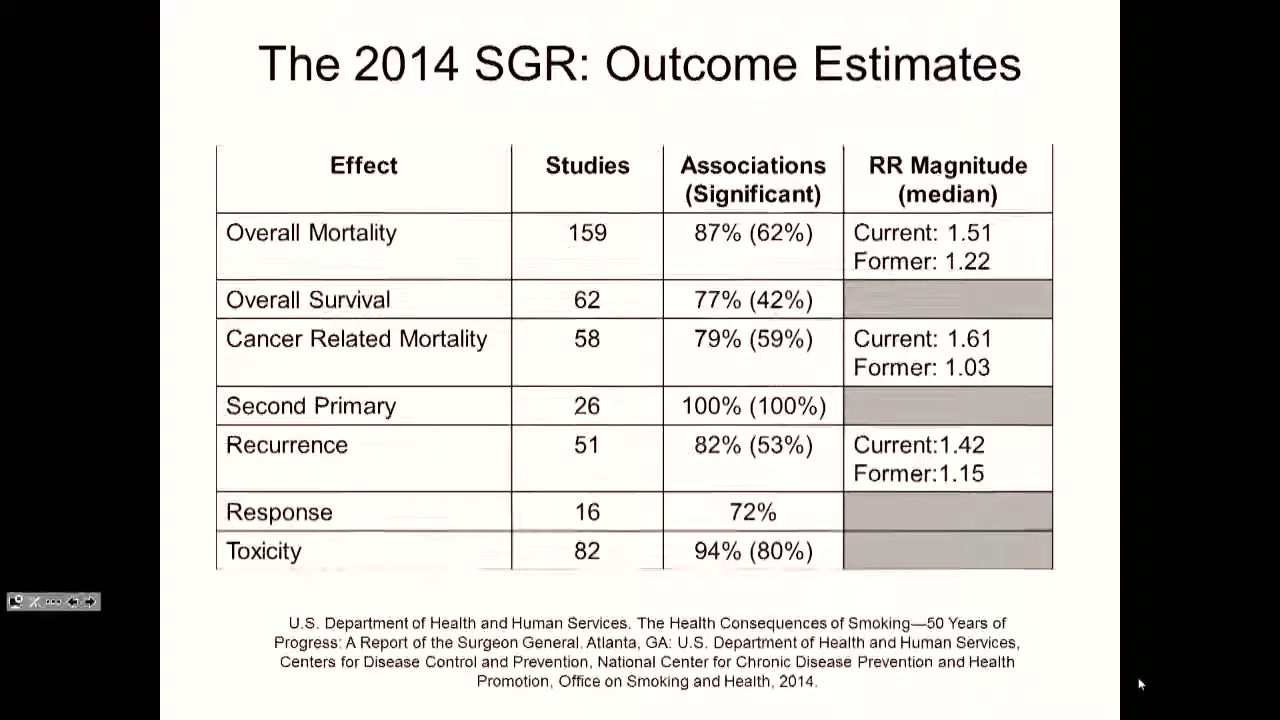 The 2014 SGR: Outcome Estimates
Effect Studies Associations (Significant) RR Magnitude (median)
Overall Mortality 159 87% (62%) Current: 1.51
Former: 1.22
Overall Survival 62 77% (42%)
Cancer Related Mortality 58 79% (59%) Current: 1.61
Former: 1.03
Second Primary 26 100% (100%)
Recurrence 51 82% (53%) Current:1.42
Former:1.15
Response 16 72%
Toxicity 82 94% (80%)
U.S. Department of Health and Human Services. The Health Consequences of Smoking—50 Years of
Progress: A Report of the Surgeon General. Atlanta, GA: U.S. Department of Health and Human Services,
Centers for Disease Control and Prevention, National Center for Chronic Disease Prevention and Health
Promotion, Office on Smoking and Health, 2014.